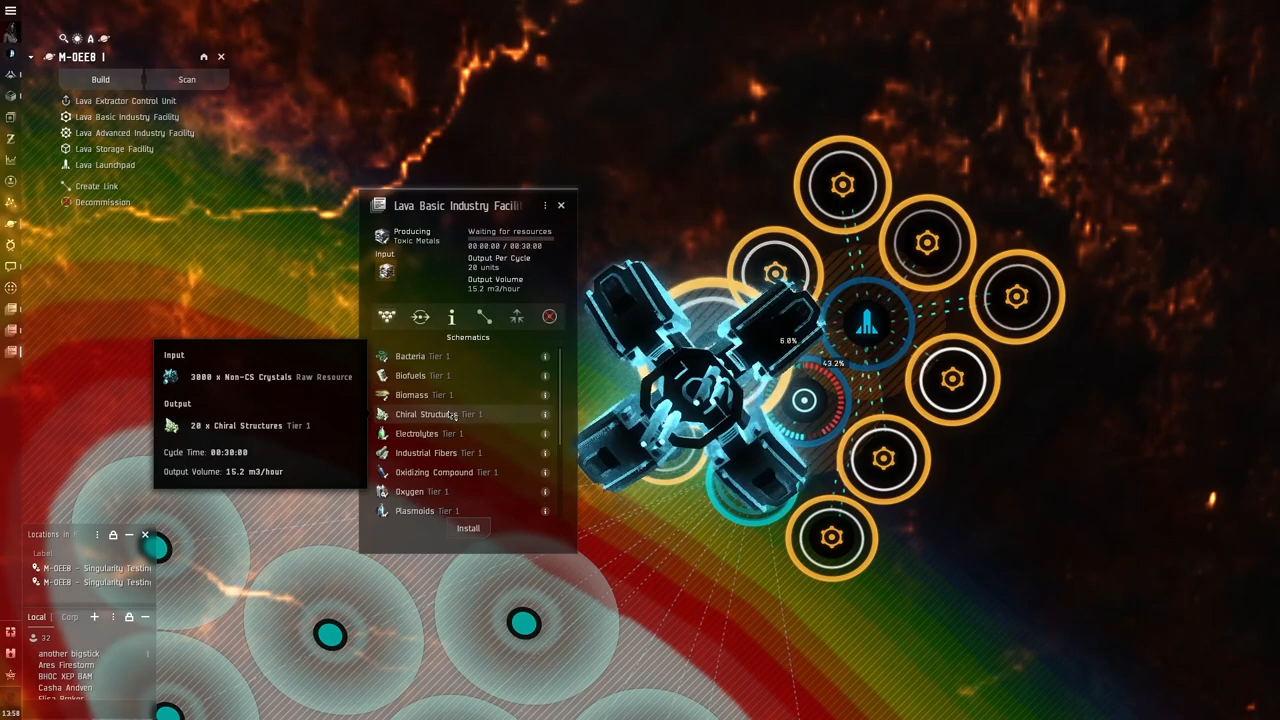 M-OEE8 I
Build
Scan
Lava Extractor Control Unit
Lava Basic Industry Facility
Lava Advanced Industry Facility
Lava Storage Facility
Lava Launchpad
Create Link
Decommission
Lava Basic Industry Facilit
Producing
Toxic Metals
Input
Waiting for resources
00:00:00 / 00:30:00
Output Per Cycle
20 units
Output Volume
15.2 m3/hour
Schematics
Bacteria Tier 1
Biofuels Tier 1
Biomass Tier 1
Chiral Structures Tier 1
Electrolytes Tier 1
Industrial Fibers Tier 1
Oxidizing Compound Tier 1
Oxygen Tier 1
Plasmoids Tier 1
Install
Input
3000 x Non-CS Crystals Raw Resource
Output
20 x Chiral Structures Tier 1
Cycle Time: 00:30:00
Output Volume: 15.2 m3/hour
6.0%
43.2%
Locations in
Label
M-OEE8 - Singularity Testin
M-OEE8 - Singularity Testin
Local
Corp
32
another bigstick
Ares Firestorm
BHOC XEP BAM
Casha Andven
13:58